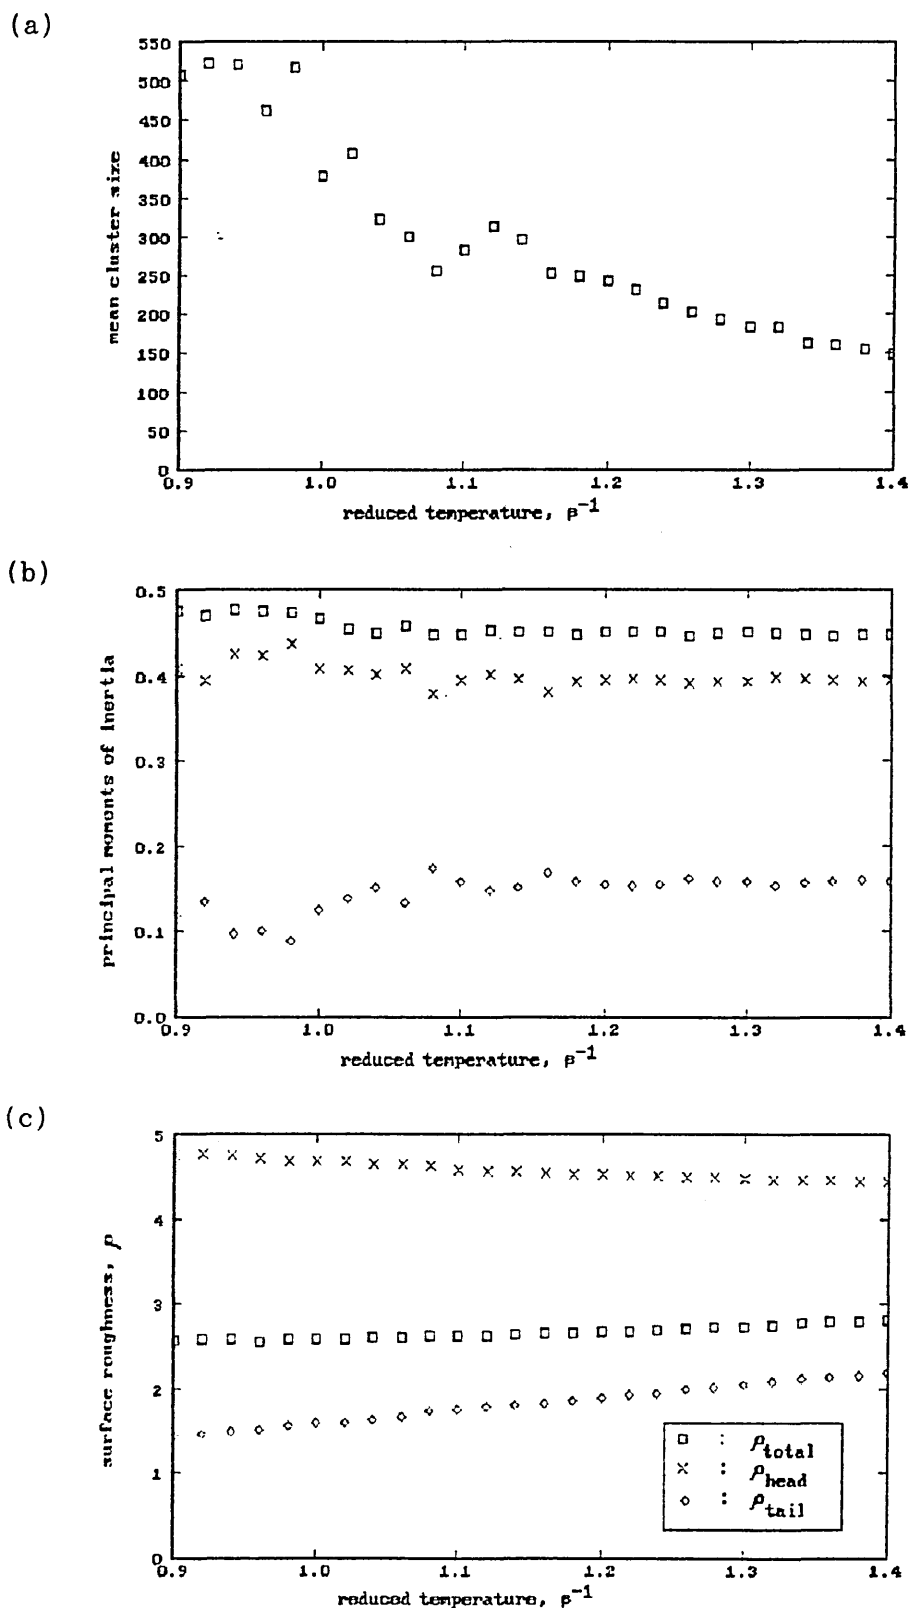 (a)
550
500
450
400
350
300
250
200
150
100
50
0
mean cluster size
0.9 1.0 1.1 1.2 1.3 1.4
reduced temperature, β⁻¹
(b)
0.5
0.4
0.3
0.2
0.1
0.0
principal moments of inertia
0.9 1.0 1.1 1.2 1.3 1.4
reduced temperature, β⁻¹
(c)
5
4
3
2
1
0
surface roughness, ρ
□ : ρtotal
× : ρhead
◇ : ρtail
0.9 1.0 1.1 1.2 1.3 1.4
reduced temperature, β⁻¹